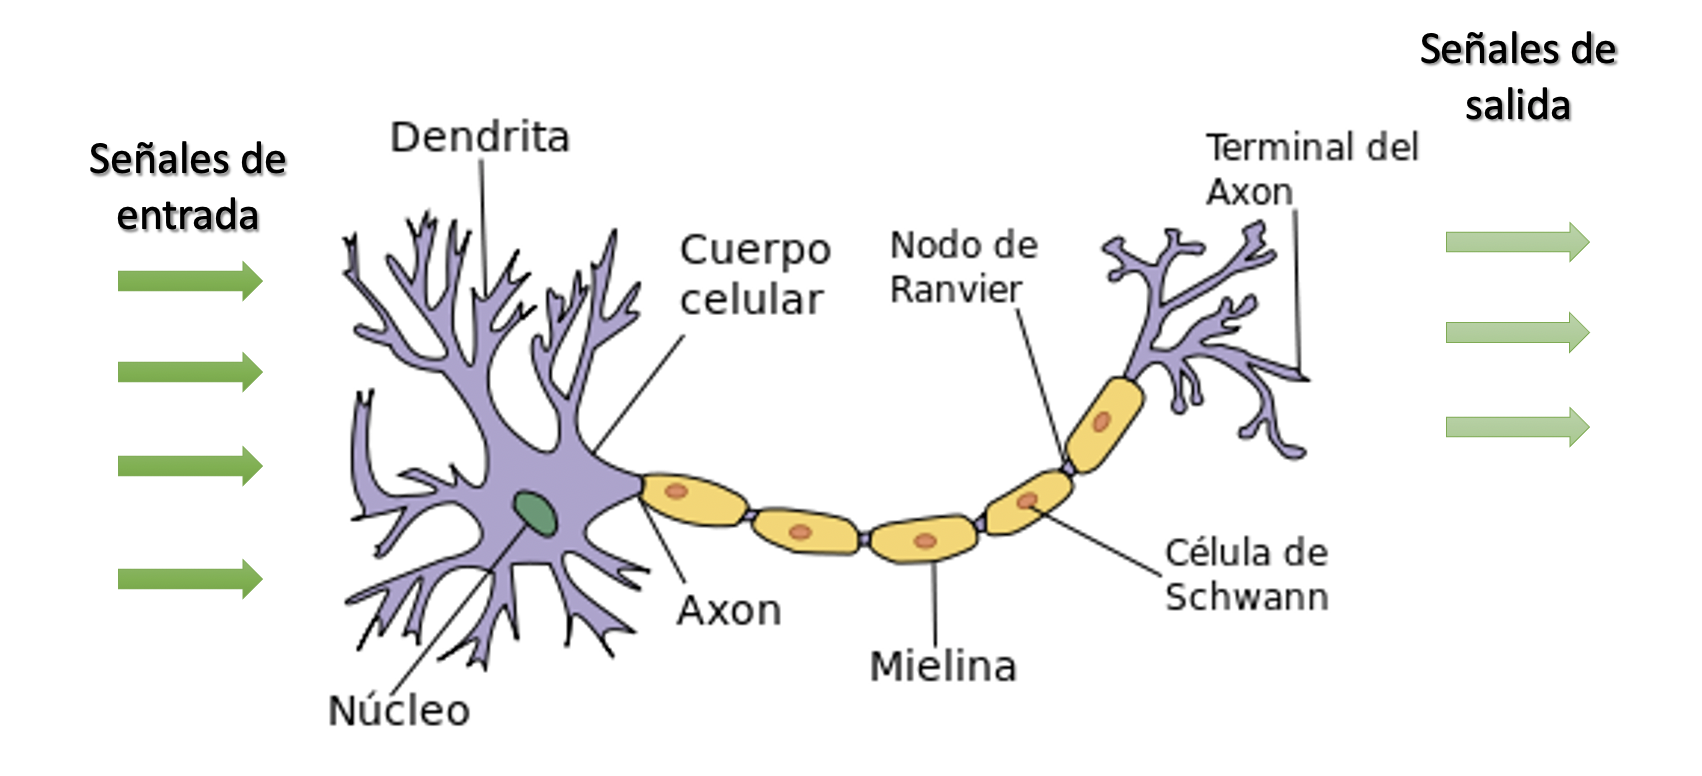 Señales de
entrada
Dendrita
Cuerpo
celular
Nodo de
Ranvier
Terminal del
Axon
Señales de
salida
Célula de
Schwann
Axon
Mielina
Núcleo